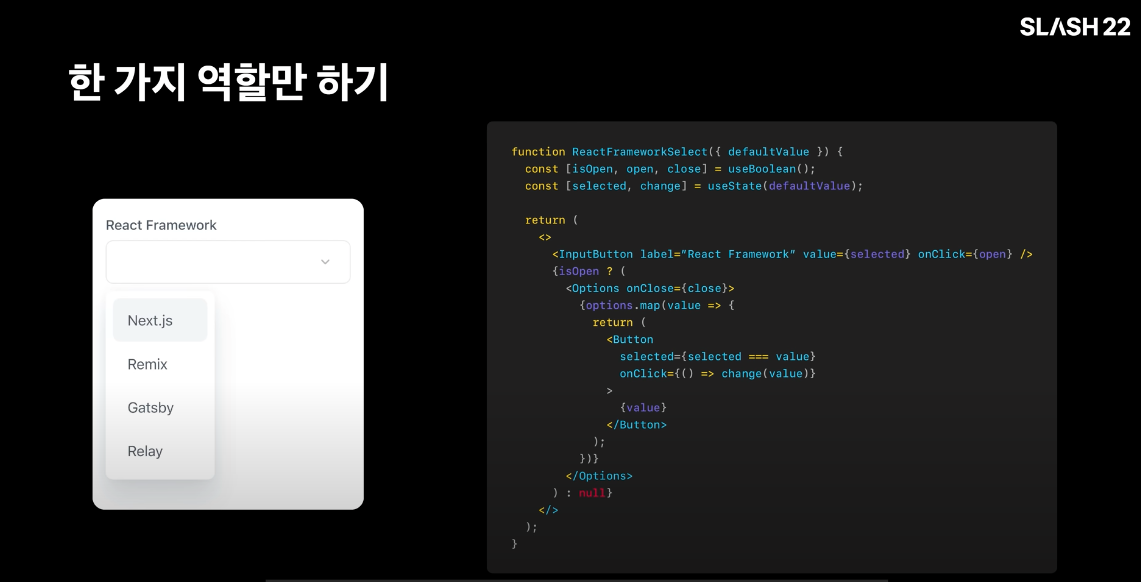 SLASH 22
한 가지 역할만 하기
React Framework
Next.js
Remix
Gatsby
Relay
function ReactFrameworkSelect({ defaultValue }) {
  const [isOpen, open, close] = useBoolean();
  const [selected, change] = useState(defaultValue);

  return (
    <>
      <InputButton label="React Framework" value={selected} onClick={open} />
      {isOpen ? (
        <Options onClose={close}>
          {options.map(value => {
            return (
              <Button
                selected={selected === value}
                onClick={() => change(value)}
              >
                {value}
              </Button>
            );
          })}
        </Options>
      ) : null}
    </>
  );
}